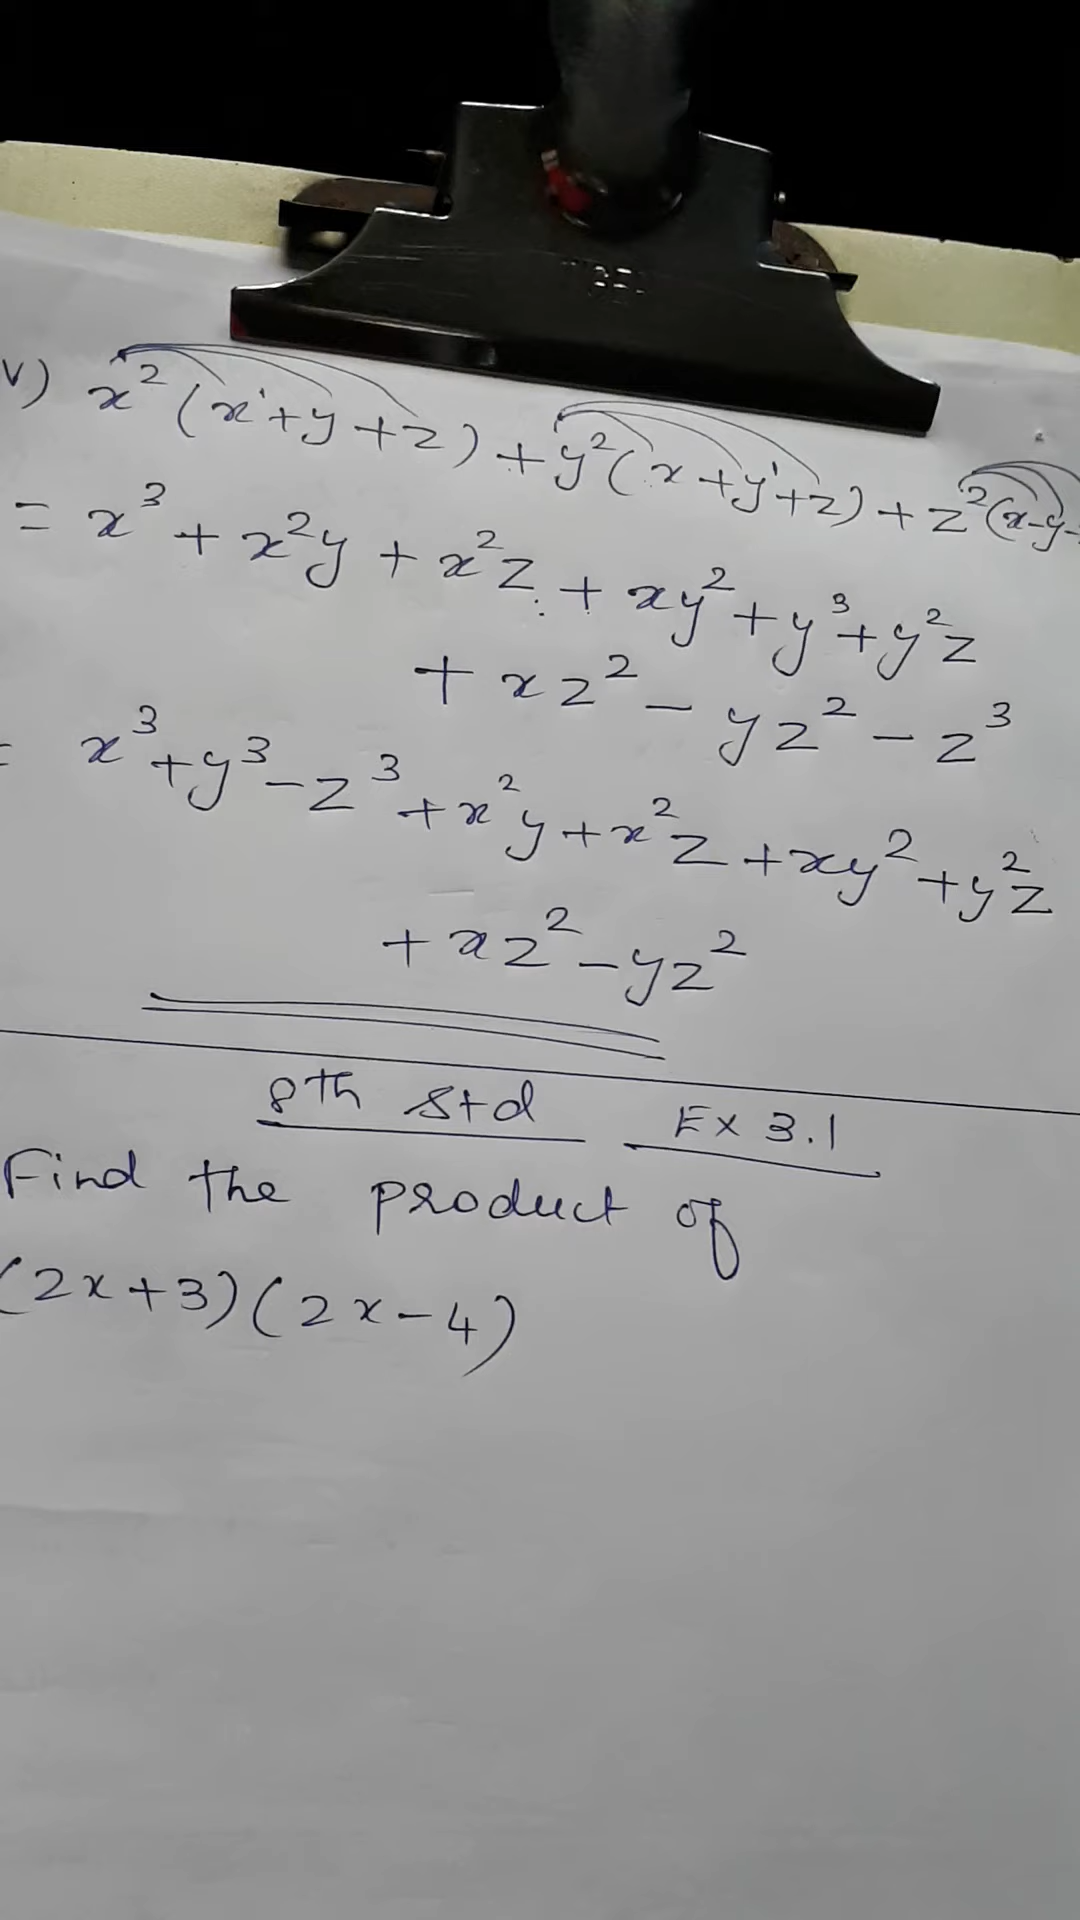 v) x²(x+y+z)+y²(x+y+z)+z²(x-y-
= x³+x²y+x²z+xy²+y³+y²z
+xz²-yz²-z³
= x³+y³-z³+x²y+x²z+xy²+y²z
+xz²-yz²
8th Std Ex 3.1
Find the product of
(2x+3)(2x-4)